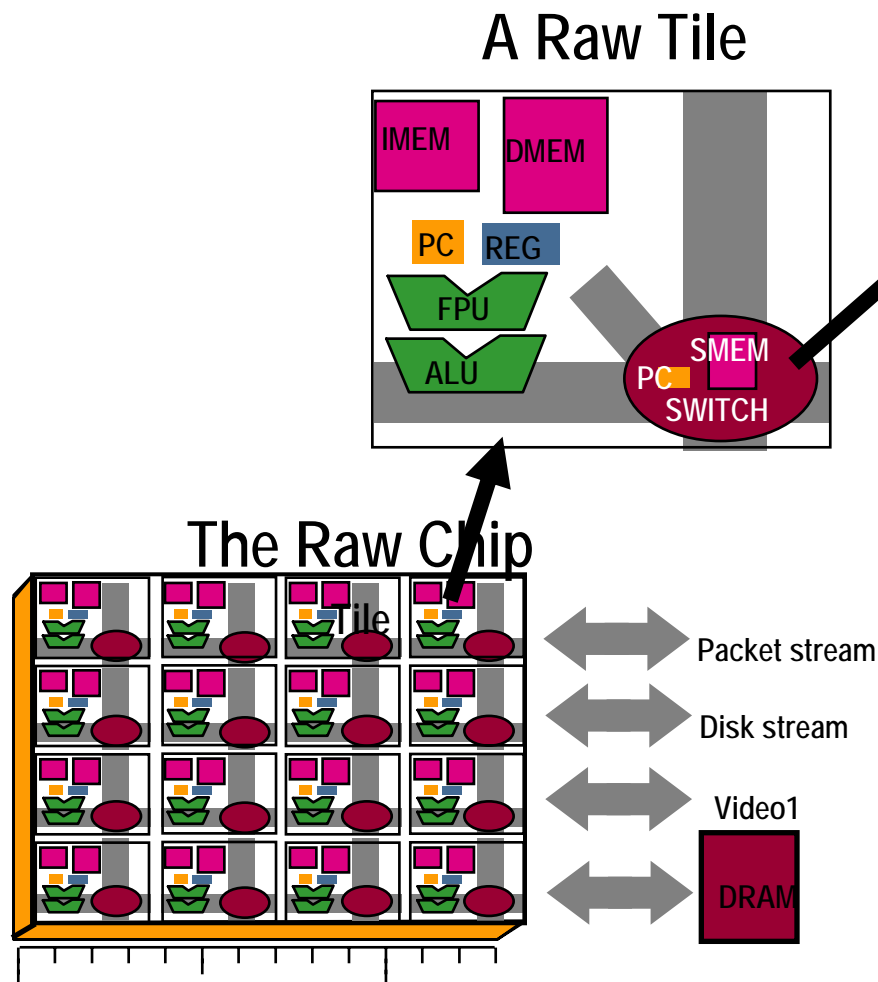 A Raw Tile
IMEM
DMEM
PC
REG
FPU
ALU
SMEM
PC
SWITCH
The Raw Chip
Tile
Packet stream
Disk stream
Video1
DRAM